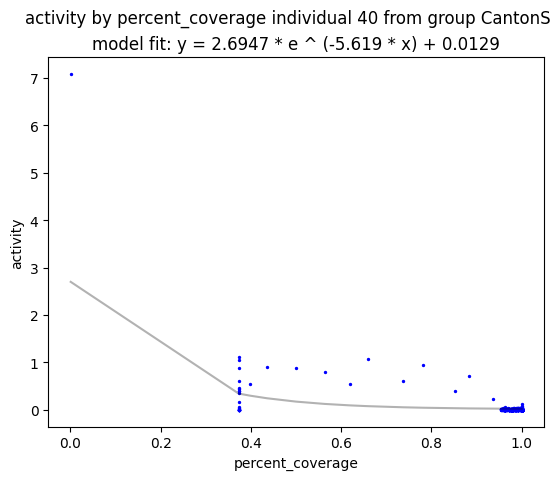 activity by percent_coverage individual 40 from group CantonS
model fit: y = 2.6947 * e ^ (-5.619 * x) + 0.0129
7
6
5
4
3
2
1
0
activity
0.0 0.2 0.4 0.6 0.8 1.0
percent_coverage